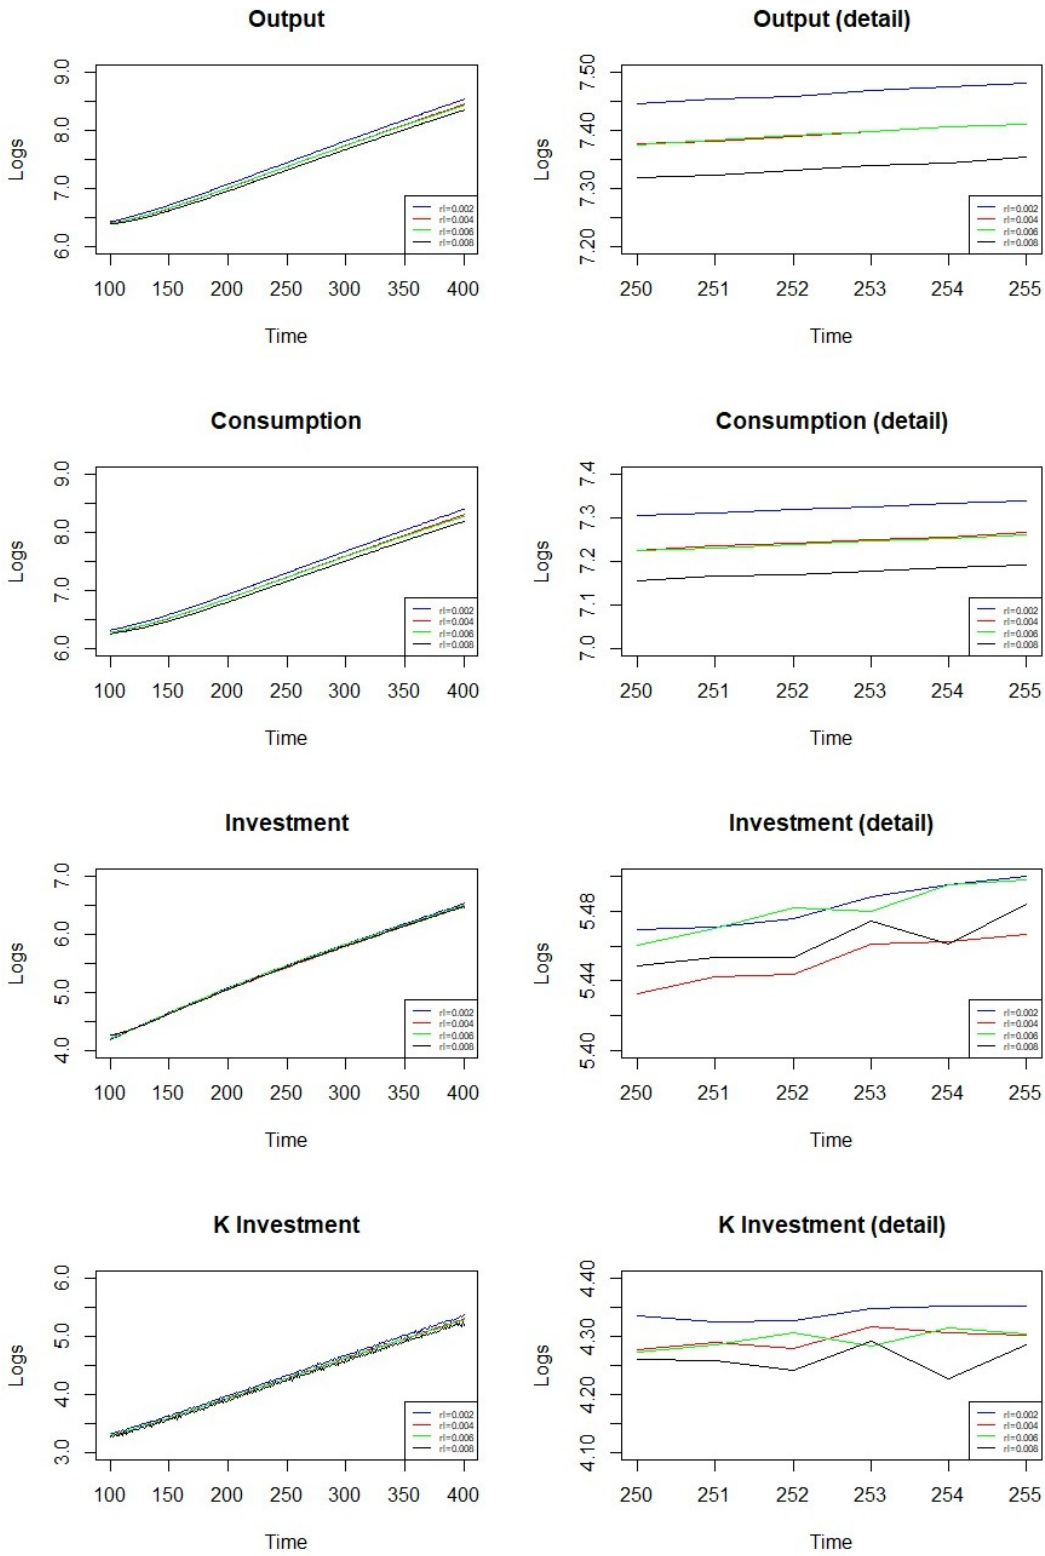 Output
Logs
6.0 7.0 8.0 9.0
rl=0.002
rl=0.004
rl=0.006
rl=0.008
100 150 200 250 300 350 400
Time
Output (detail)
Logs
7.20 7.30 7.40 7.50
rl=0.002
rl=0.004
rl=0.006
rl=0.008
250 251 252 253 254 255
Time
Consumption
Logs
6.0 7.0 8.0 9.0
rl=0.002
rl=0.004
rl=0.006
rl=0.008
100 150 200 250 300 350 400
Time
Consumption (detail)
Logs
7.0 7.1 7.2 7.3 7.4
rl=0.002
rl=0.004
rl=0.006
rl=0.008
250 251 252 253 254 255
Time
Investment
Logs
4.0 5.0 6.0 7.0
rl=0.002
rl=0.004
rl=0.006
rl=0.008
100 150 200 250 300 350 400
Time
Investment (detail)
Logs
5.40 5.44 5.48
rl=0.002
rl=0.004
rl=0.006
rl=0.008
250 251 252 253 254 255
Time
K Investment
Logs
3.0 4.0 5.0 6.0
rl=0.002
rl=0.004
rl=0.006
rl=0.008
100 150 200 250 300 350 400
Time
K Investment (detail)
Logs
4.10 4.20 4.30 4.40
rl=0.002
rl=0.004
rl=0.006
rl=0.008
250 251 252 253 254 255
Time